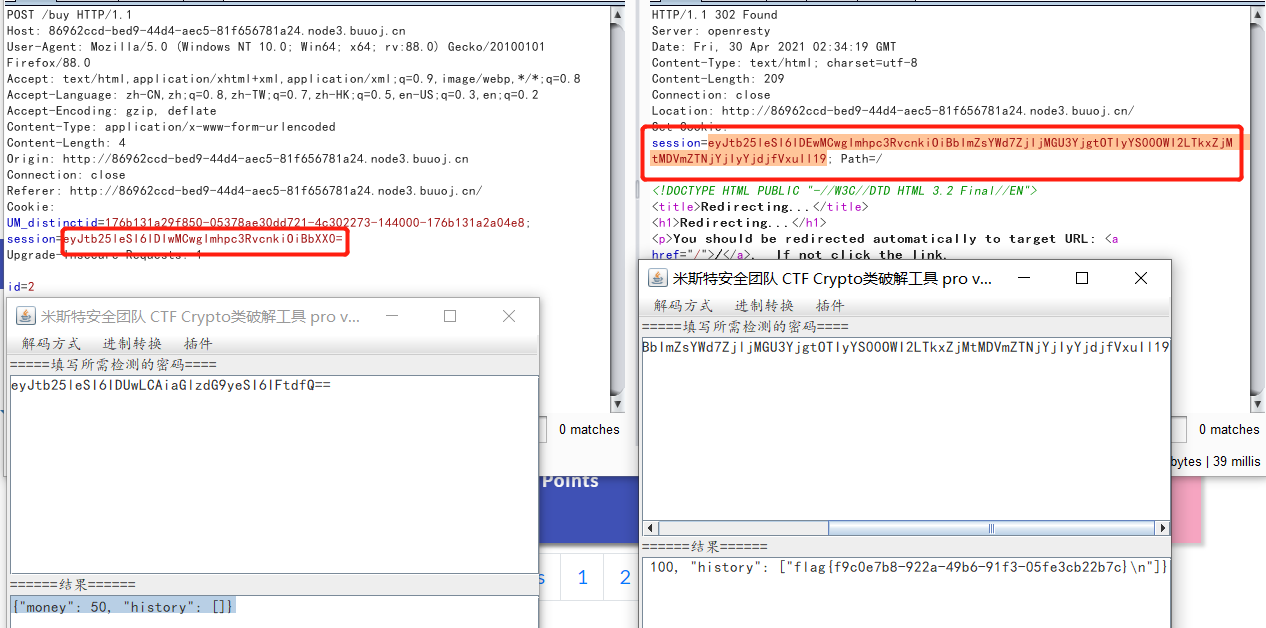 POST /buy HTTP/1.1
Host: 86962ccd-bed9-44d4-aec5-81f656781a24.node3.buuoj.cn
User-Agent: Mozilla/5.0 (Windows NT 10.0; Win64; x64; rv:88.0) Gecko/20100101
Firefox/88.0
Accept: text/html,application/xhtml+xml,application/xml;q=0.9,image/webp,*/*;q=0.8
Accept-Language: zh-CN,zh;q=0.8,zh-TW;q=0.7,zh-HK;q=0.5,en-US;q=0.3,en;q=0.2
Accept-Encoding: gzip, deflate
Content-Type: application/x-www-form-urlencoded
Content-Length: 4
Origin: http://86962ccd-bed9-44d4-aec5-81f656781a24.node3.buuoj.cn
Connection: close
Referer: http://86962ccd-bed9-44d4-aec5-81f656781a24.node3.buuoj.cn/
Cookie:
UM_distinctid=176b131a29f850-05378ae30dd721-4c302273-144000-176b131a2a04e8;
session=eyJtb25leSI6IDIwMCwgImhpc3RvcnkiOiBbXX0=
Upgrade-Insecure-Requests: 1
id=2
HTTP/1.1 302 Found
Server: openresty
Date: Fri, 30 Apr 2021 02:34:19 GMT
Content-Type: text/html; charset=utf-8
Content-Length: 209
Connection: close
Location: http://86962ccd-bed9-44d4-aec5-81f656781a24.node3.buuoj.cn/
Set-Cookie:
session=eyJtb25leSI6IDEwMCwgImhpc3RvcnkiOiBbImZsYWd7ZjljMGU3YjgtOTIyYS00OWI2LTkxZjM
tMDVmZTNjYjIyYjdjfVxuIl19; Path=/
<!DOCTYPE HTML PUBLIC "-//W3C//DTD HTML 3.2 Final//EN">
<title>Redirecting...</title>
<h1>Redirecting...</h1>
<p>You should be redirected automatically to target URL: <a
href="/">/</a>.  If not click the link.
米斯特安全团队 CTF Crypto类破解工具 pro v...
解码方式 进制转换 插件
=====填写所需检测的密码====
eyJtb25leSI6IDUwLCAiaGlzdG9yeSI6IFtdfQ==
======结果======
{"money": 50, "history": []}
0 matches
Points
s 1 2
米斯特安全团队 CTF Crypto类破解工具 pro v...
解码方式 进制转换 插件
=====填写所需检测的密码====
BbImZsYWd7ZjljMGU3YjgtOTIyYS00OWI2LTkxZjMtMDVmZTNjYjIyYjdjfVxuIl19
======结果======
100, "history": ["flag{f9c0e7b8-922a-49b6-91f3-05fe3cb22b7c}\n"]}
0 matches
bytes | 39 millis